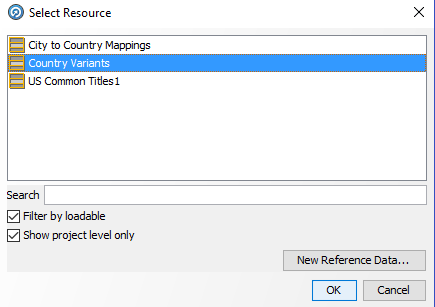 Select Resource
City to Country Mappings
Country Variants
US Common Titles1
Search
Filter by loadable
Show project level only
New Reference Data...
OK
Cancel